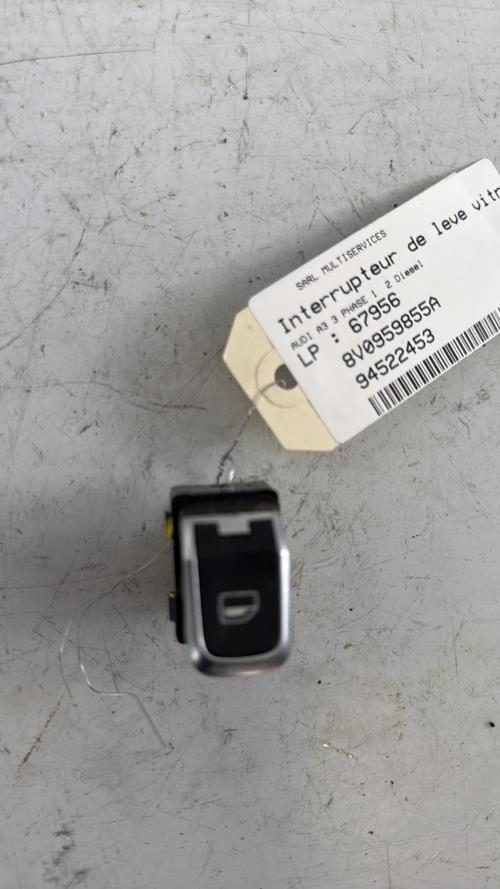 SARL MULTISERVICES
Interrupteur de leve vitr
AUDI A3 3 PHASE 1 2 Diesel
LP : 67956
8V0959855A
94522453